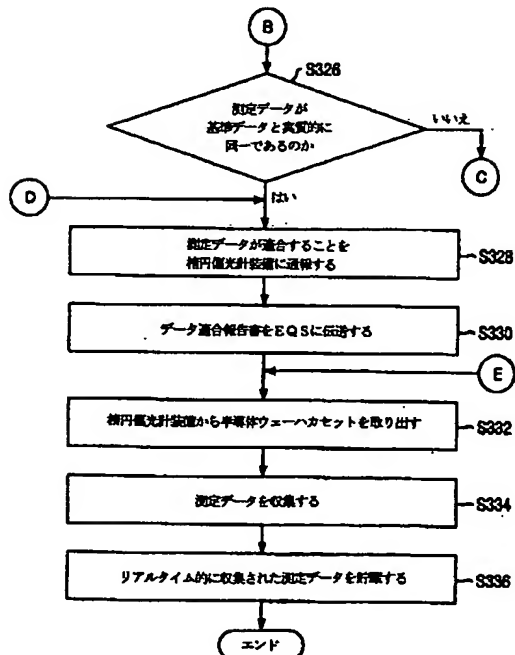 B
S326
測定データが
基準データと実質的に
同一であるのか
いいえ
C
D
はい
測定データが適合することを
楕円偏光計装置に通報する
S328
データ適合報告書をEQSに伝送する
S330
E
楕円偏光計装置から半導体ウェーハカセットを取り出す
S332
測定データを収集する
S334
リアルタイム的に収集された測定データを貯蔵する
S336
エンド